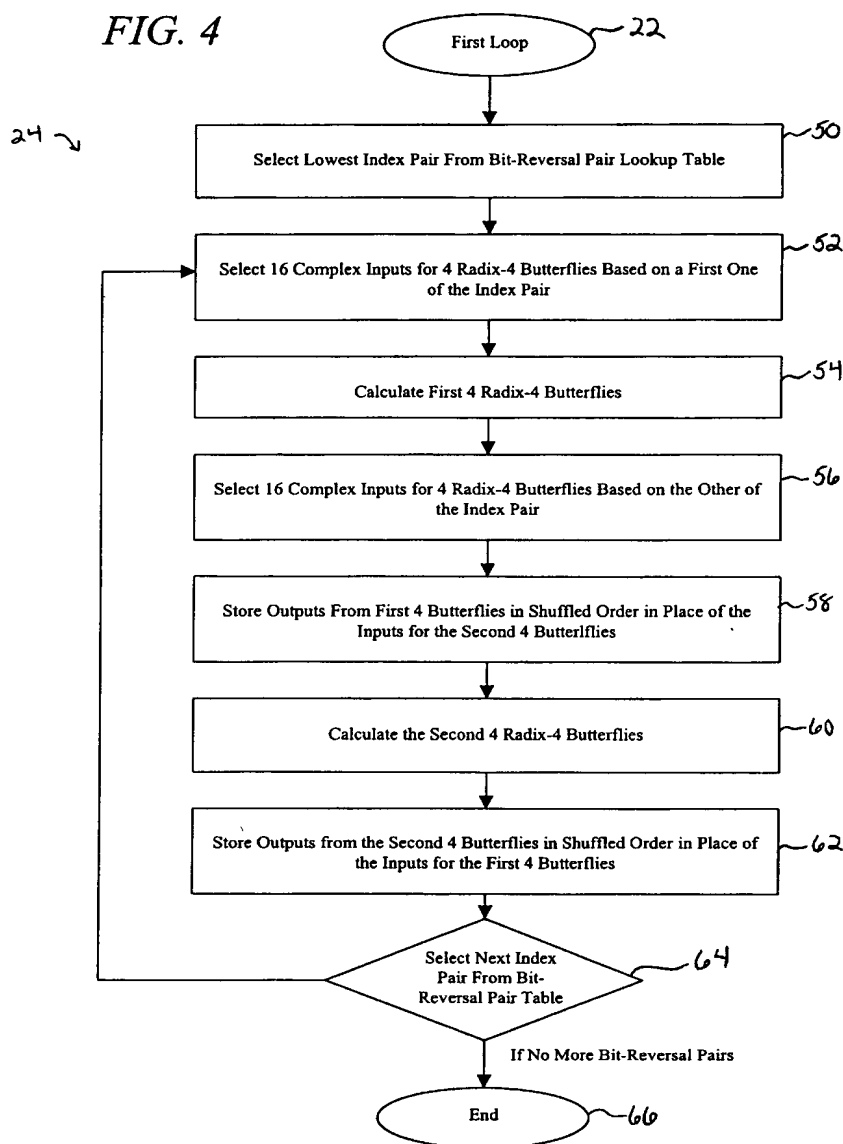 FIG. 4
First Loop
22
24
50
Select Lowest Index Pair From Bit-Reversal Pair Lookup Table
52
Select 16 Complex Inputs for 4 Radix-4 Butterflies Based on a First One
of the Index Pair
54
Calculate First 4 Radix-4 Butterflies
56
Select 16 Complex Inputs for 4 Radix-4 Butterflies Based on the Other of
the Index Pair
58
Store Outputs From First 4 Butterflies in Shuffled Order in Place of the
Inputs for the Second 4 Butterlflies
60
Calculate the Second 4 Radix-4 Butterflies
62
Store Outputs from the Second 4 Butterflies in Shuffled Order in Place of
the Inputs for the First 4 Butterflies
64
Select Next Index
Pair From Bit-
Reversal Pair Table
If No More Bit-Reversal Pairs
End
66